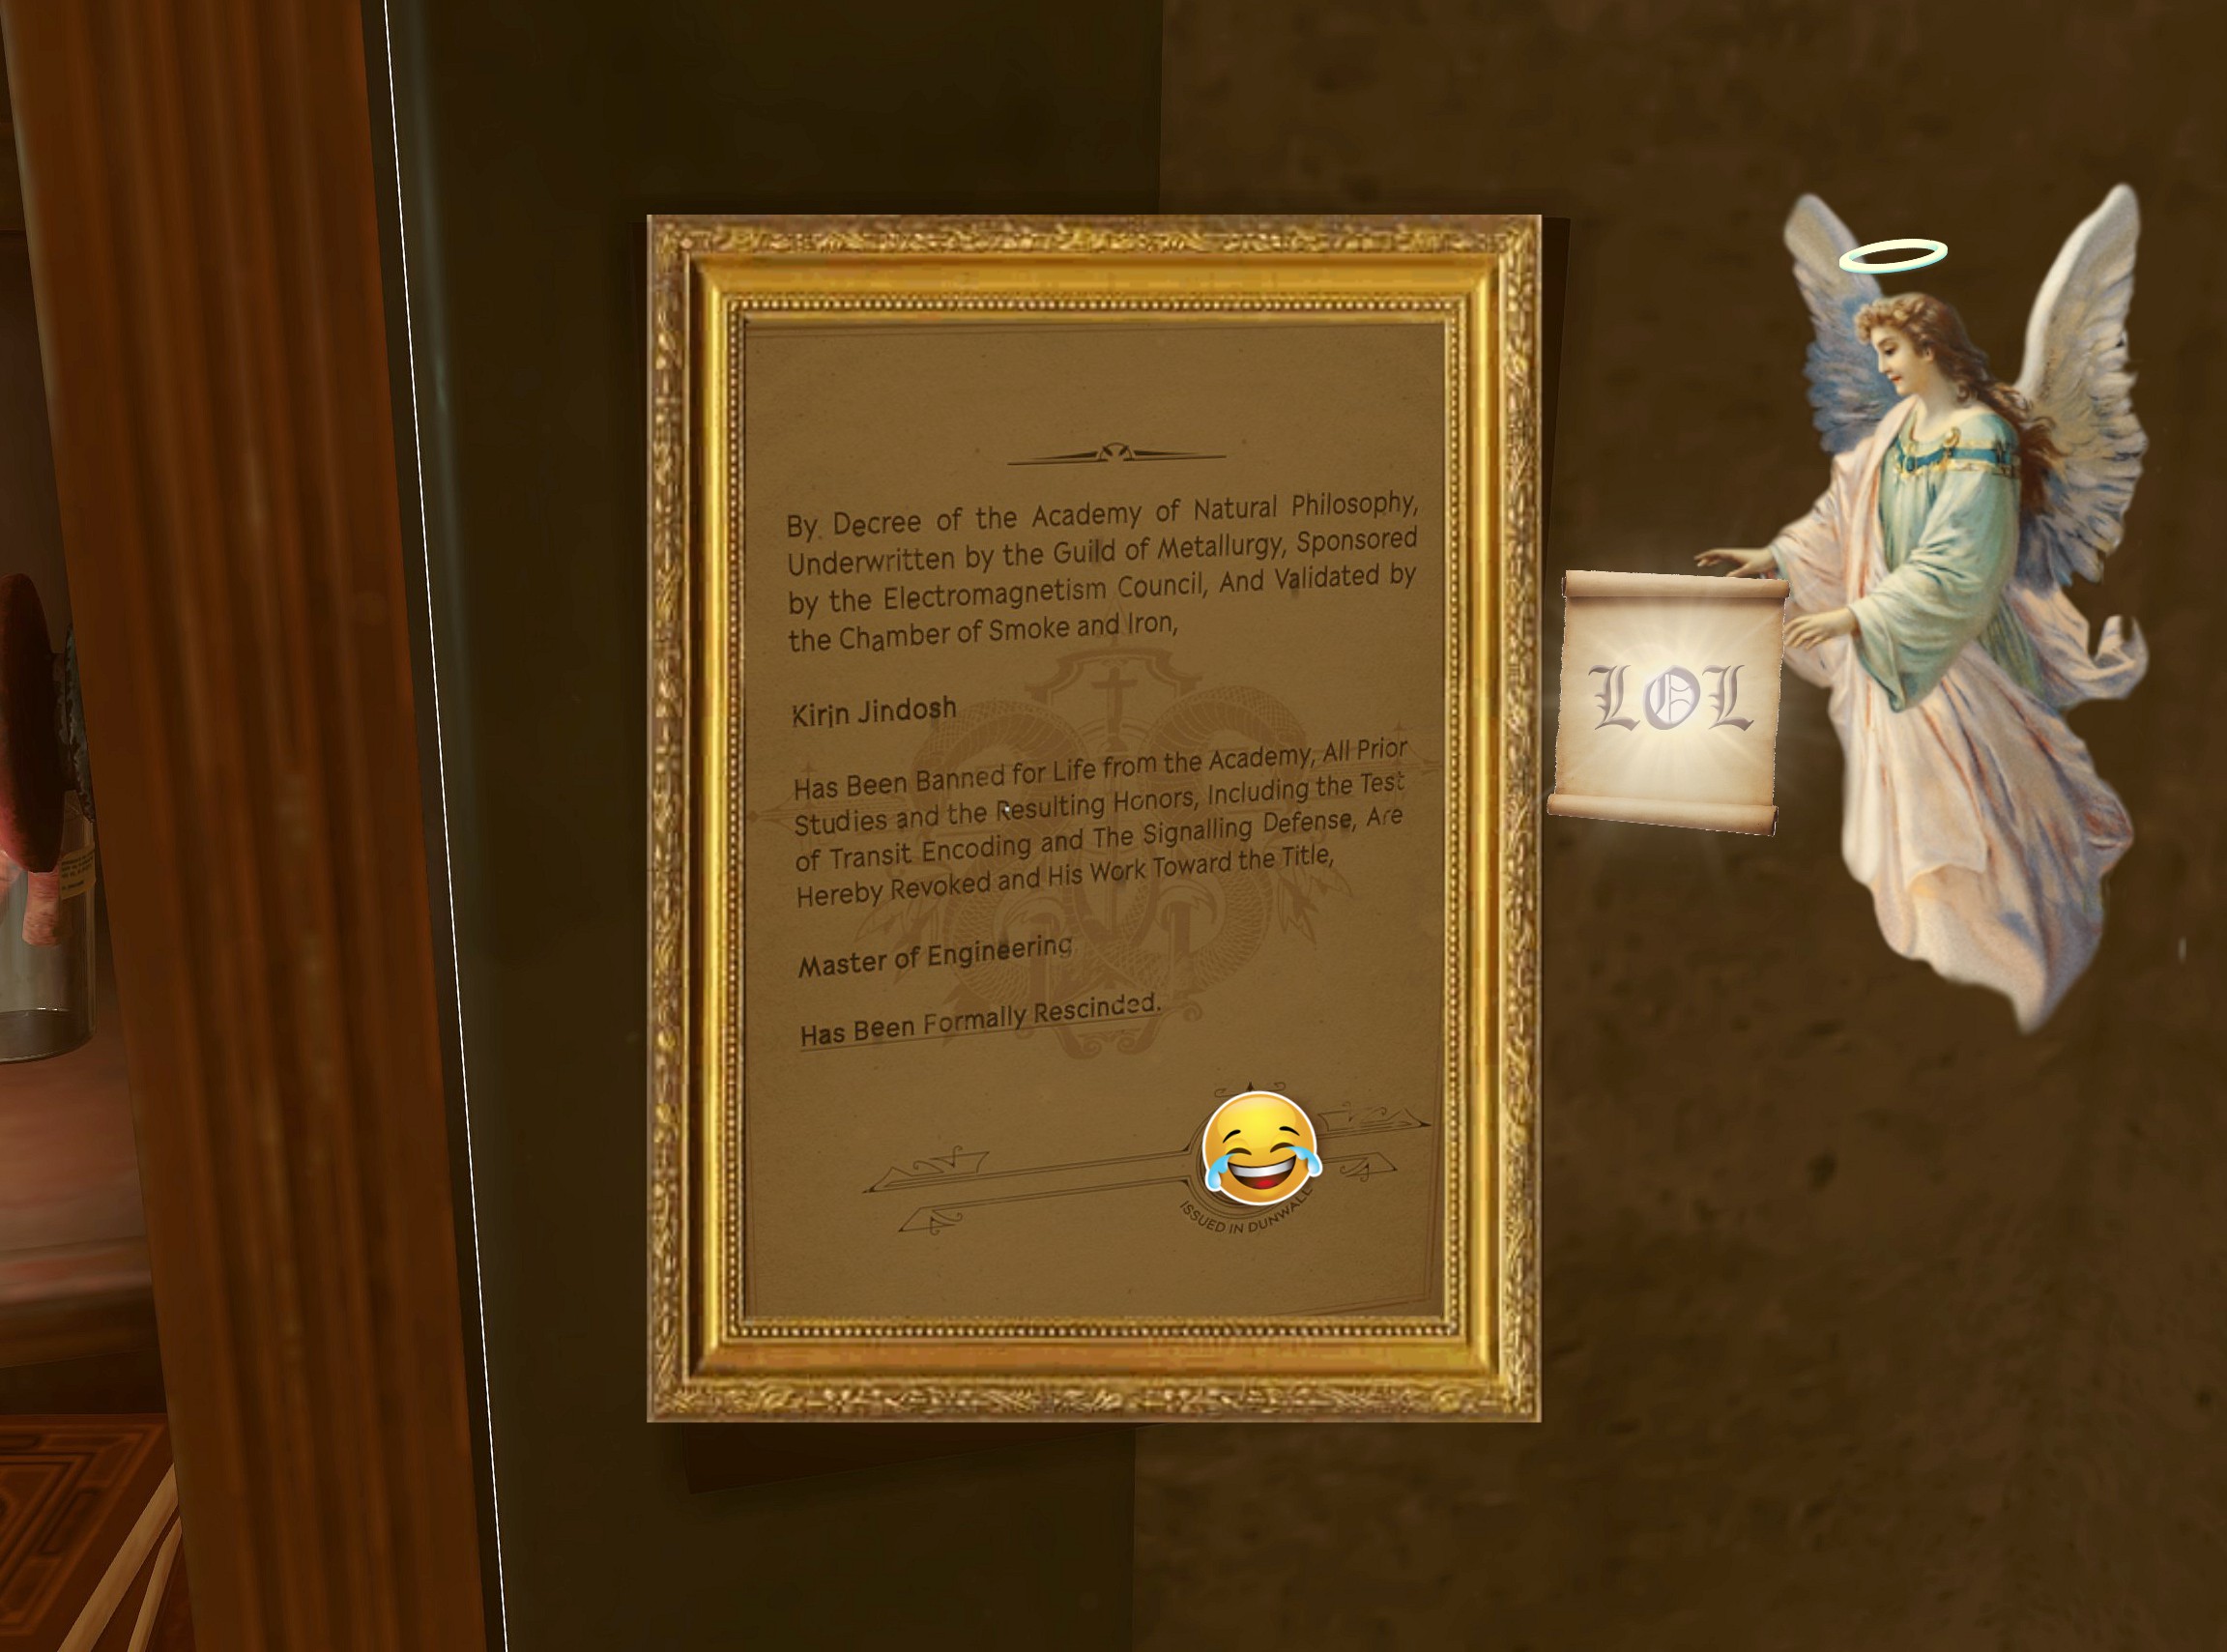 By Decree of the Academy of Natural Philosophy,
Underwritten by the Guild of Metallurgy, Sponsored
by the Electromagnetism Council, And Validated by
the Chamber of Smoke and Iron,
Kirin Jindosh
Has Been Banned for Life from the Academy, All Prior
Studies and the Resulting Honors, Including the Test
of Transit Encoding and The Signalling Defense, Are
Hereby Revoked and His Work Toward the Title,
Master of Engineering
Has Been Formally Rescinded.
ISSUED IN DUNWALL
LOL